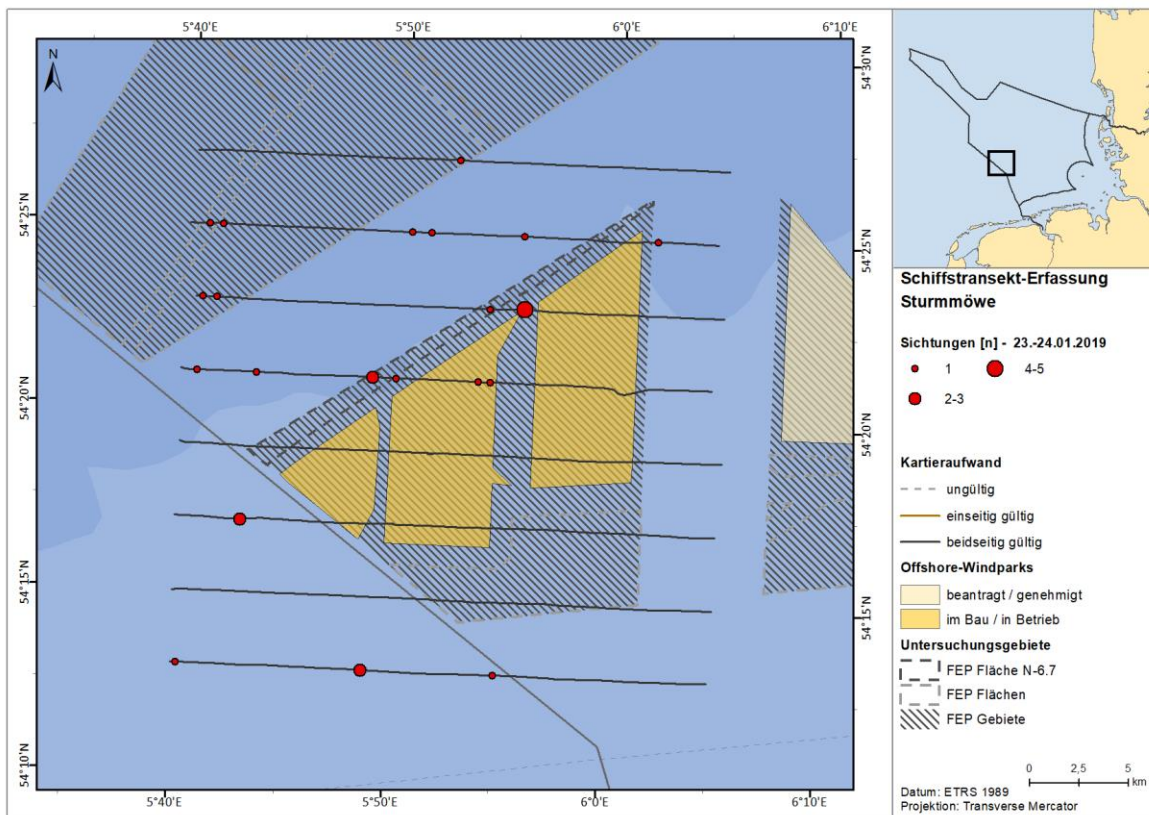 5°40'E
5°50'E
6°0'E
6°10'E
N
54°30'N
54°25'N
54°25'N
54°20'N
54°20'N
54°15'N
54°15'N
54°10'N
5°40'E
5°50'E
6°0'E
6°10'E
Schiffstransekt-Erfassung
Sturmmöwe
Sichtungen [n] - 23.-24.01.2019
1
4-5
2-3
Kartieraufwand
ungültig
einseitig gültig
beidseitig gültig
Offshore-Windparks
beantragt / genehmigt
im Bau / in Betrieb
Untersuchungsgebiete
FEP Fläche N-6.7
FEP Flächen
FEP Gebiete
0 2,5 5
km
Datum: ETRS 1989
Projektion: Transverse Mercator